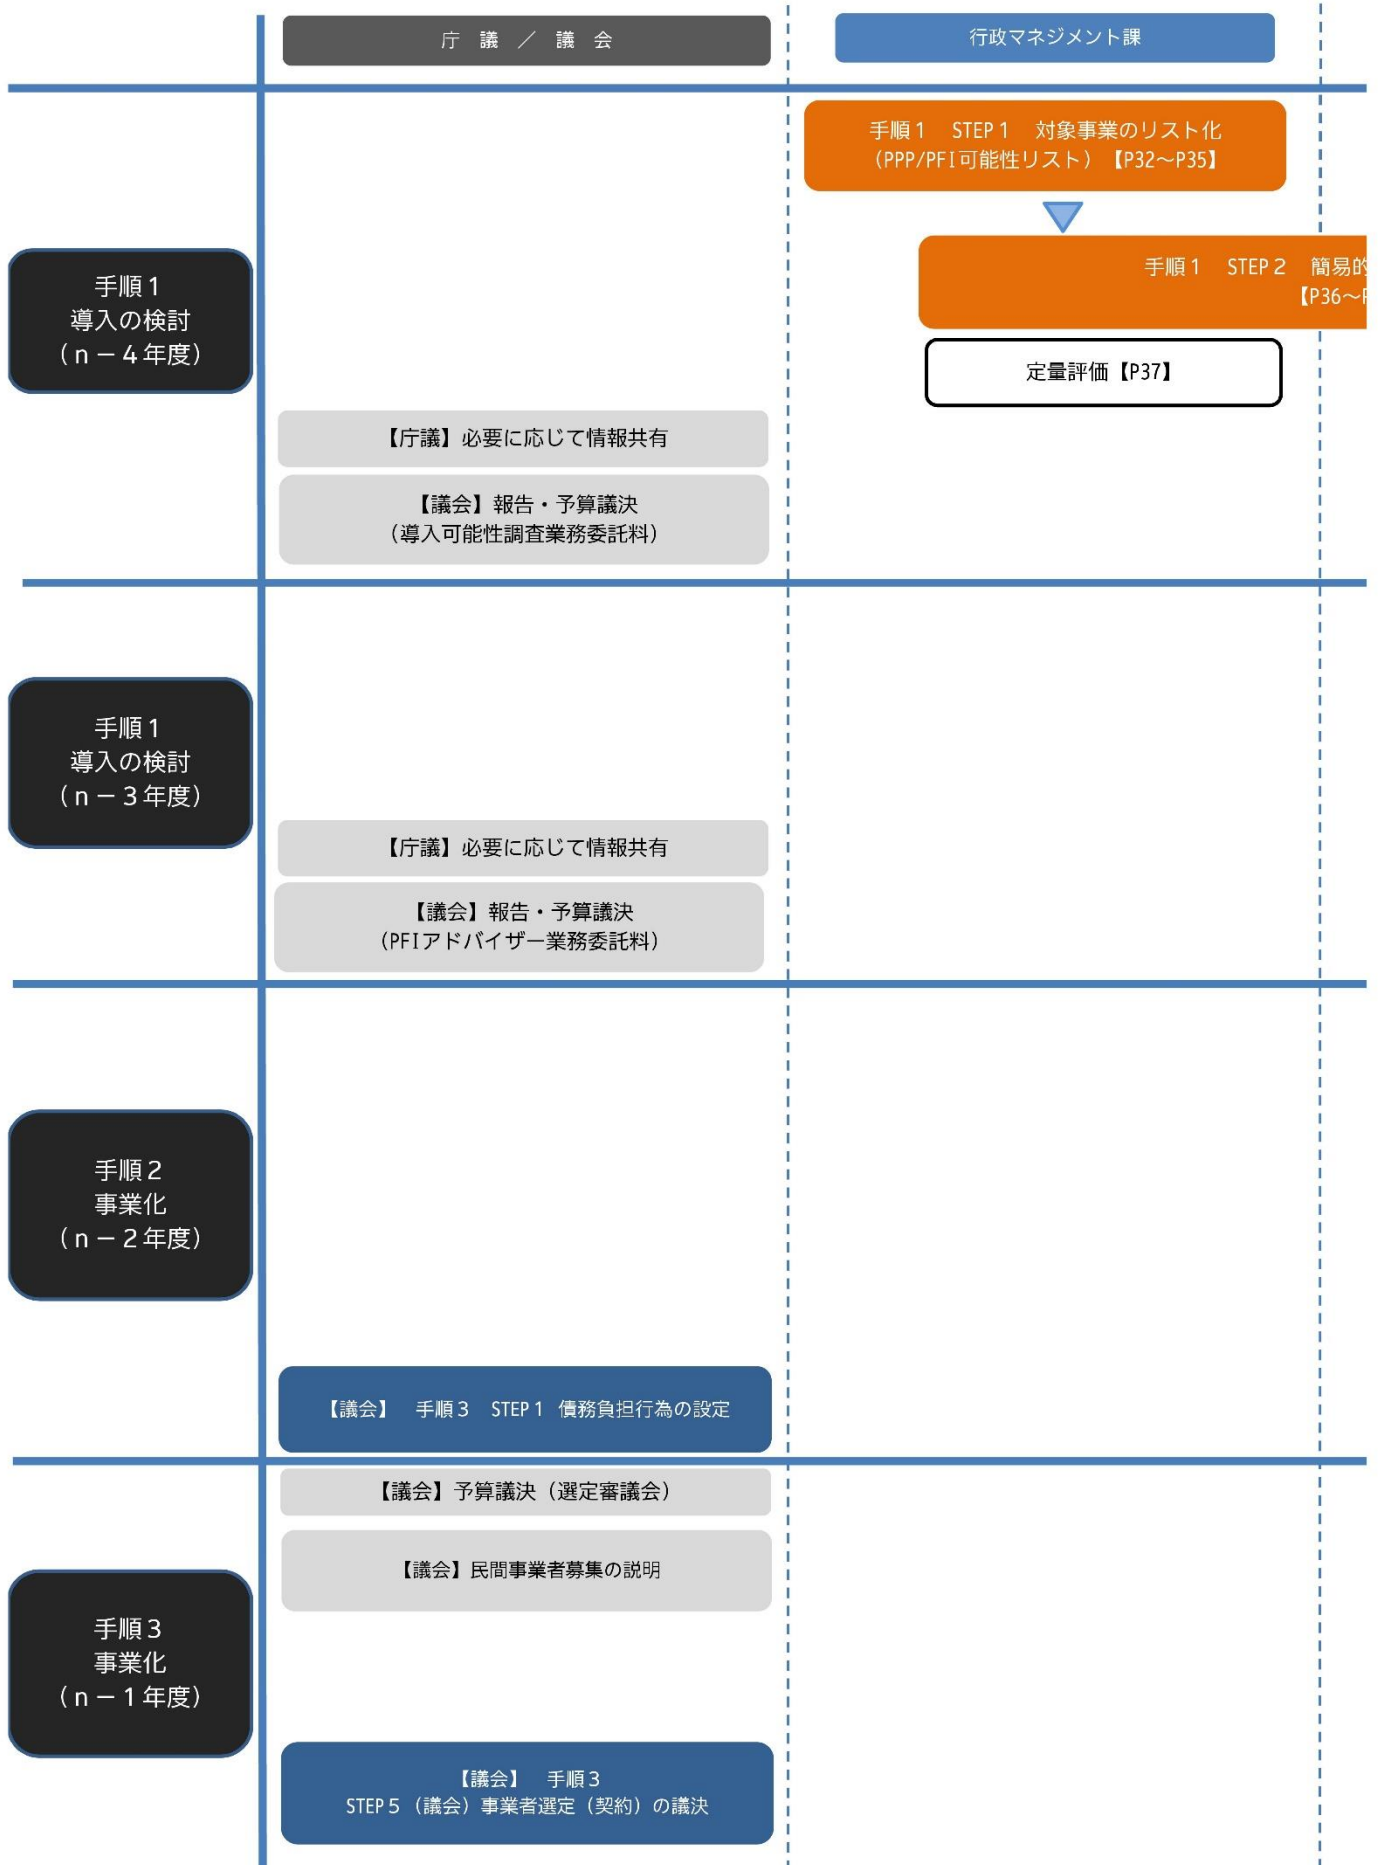 庁　議　／　議　会
行政マネジメント課
手順１　STEP１　対象事業のリスト化
（PPP/PFI可能性リスト）【P32～P35】
手順１
導入の検討
（ｎ－４年度）
手順１　STEP２　簡易的
【P36～
定量評価【P37】
【庁議】必要に応じて情報共有
【議会】報告・予算議決
（導入可能性調査業務委託料）
手順１
導入の検討
（ｎ－３年度）
【庁議】必要に応じて情報共有
【議会】報告・予算議決
（PFIアドバイザー業務委託料）
手順２
事業化
（ｎ－２年度）
【議会】　手順３　STEP１ 債務負担行為の設定
【議会】予算議決（選定審議会）
【議会】民間事業者募集の説明
手順３
事業化
（ｎ－１年度）
【議会】　手順３
STEP５（議会）事業者選定（契約）の議決